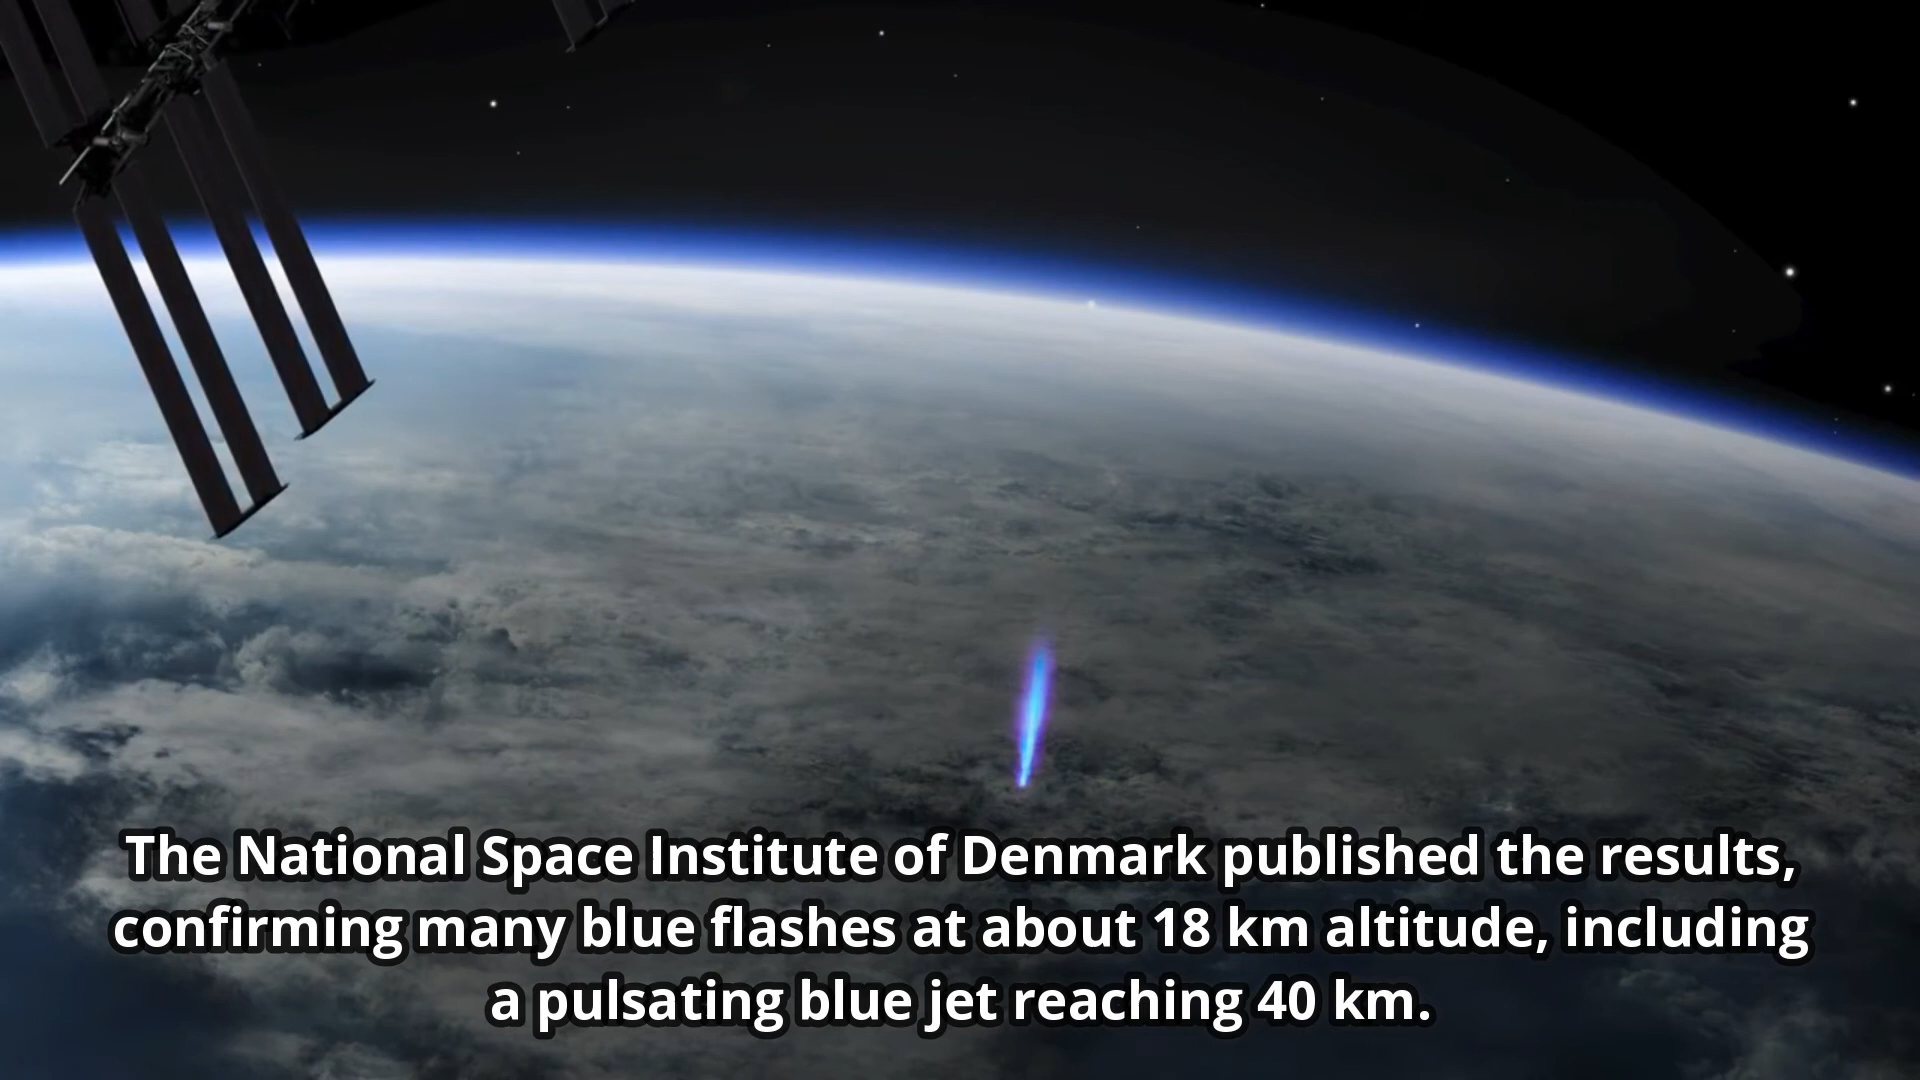 The National Space Institute of Denmark published the results,
confirming many blue flashes at about 18 km altitude, including
a pulsating blue jet reaching 40 km.